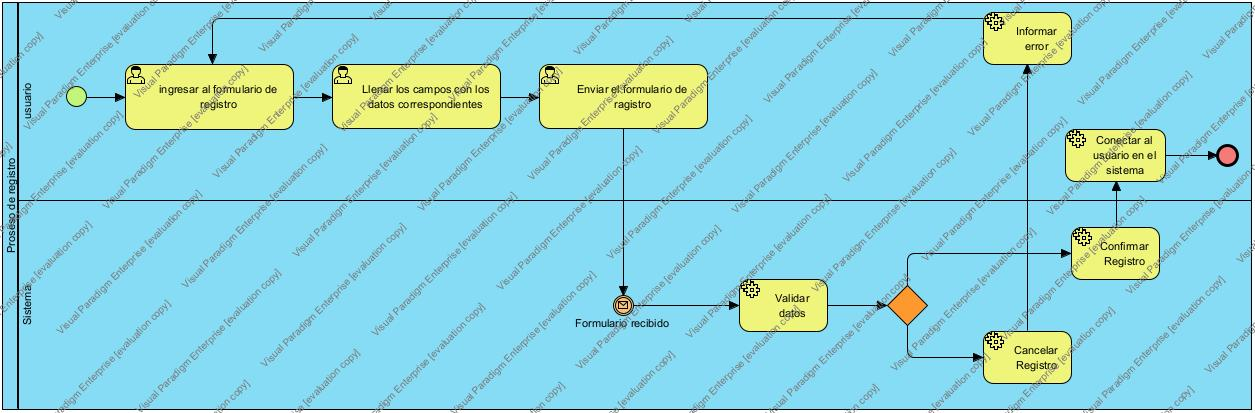 Proseso de registro
usuario
Sistema
ingresar al formulario de
registro
Llenar los campos con los
datos correspondientes
Enviar el formulario de
ragistro
Informar
error
Conectar al
usuario en el
sistema
Confirmar
Registro
Formulario recibido
Validar
datos
Cancelar
Registro
Visual Paradigm Enterprise [evaluation copy]